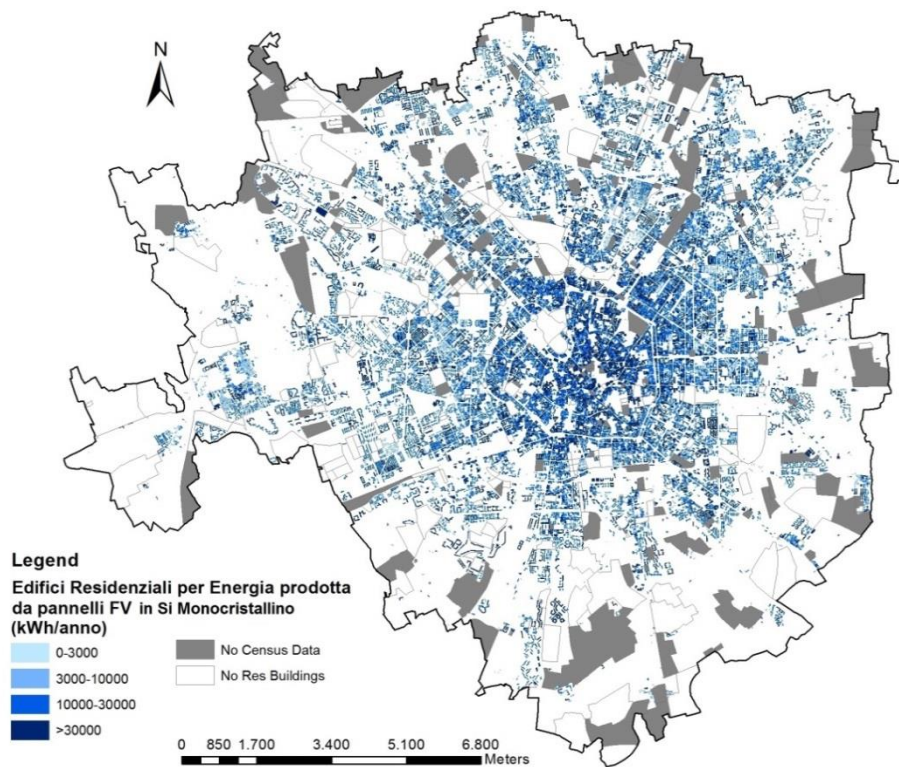 N
Legend
Edifici Residenziali per Energia prodotta
da pannelli FV in Si Monocristallino
(kWh/anno)
0-3000
3000-10000
10000-30000
>30000
No Census Data
No Res Buildings
0 850 1.700 3.400 5.100 6.800
Meters